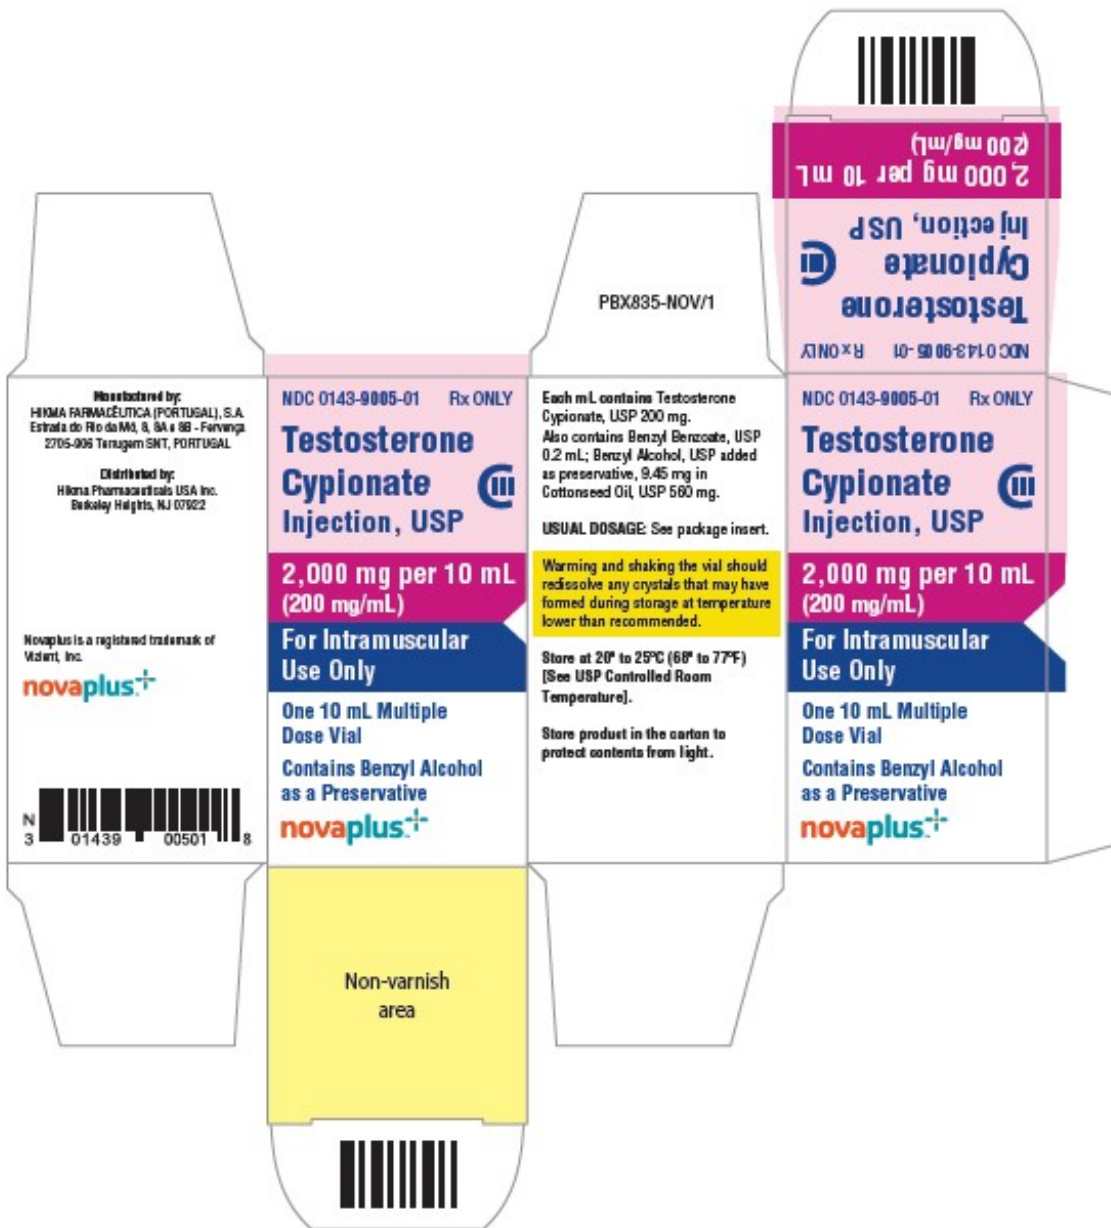 (200 mg/mL)
2,000 mg per 10 mL
Injection, USP
Cypionate
CIII
Testosterone
NDC 0143-9005-01 Rx ONLY
PBX835-NOV/1
Manufactured by:
HIKMA FARMACÊUTICA (PORTUGAL), S.A.
Estrada do Rio da Mó, 8, 8A e 8B - Fervença
2705-906 Terrugem SNT, PORTUGAL
Distributed by:
Hikma Pharmaceuticals USA Inc.
Berkeley Heights, NJ 07922
Novaplus is a registered trademark of
Vizient, Inc.
novaplus™
N
3 01439 00501 8
NDC 0143-9005-01 Rx ONLY
Testosterone
Cypionate CIII
Injection, USP
2,000 mg per 10 mL
(200 mg/mL)
For Intramuscular
Use Only
One 10 mL Multiple
Dose Vial
Contains Benzyl Alcohol
as a Preservative
novaplus™
Each mL contains Testosterone
Cypionate, USP 200 mg.
Also contains Benzyl Benzoate, USP
0.2 mL; Benzyl Alcohol, USP added
as preservative, 9.45 mg in
Cottonseed Oil, USP 560 mg.
USUAL DOSAGE: See package insert.
Warming and shaking the vial should
redissolve any crystals that may have
formed during storage at temperature
lower than recommended.
Store at 20° to 25°C (68° to 77°F)
[See USP Controlled Room
Temperature].
Store product in the carton to
protect contents from light.
NDC 0143-9005-01 Rx ONLY
Testosterone
Cypionate CIII
Injection, USP
2,000 mg per 10 mL
(200 mg/mL)
For Intramuscular
Use Only
One 10 mL Multiple
Dose Vial
Contains Benzyl Alcohol
as a Preservative
novaplus™
Non-varnish
area